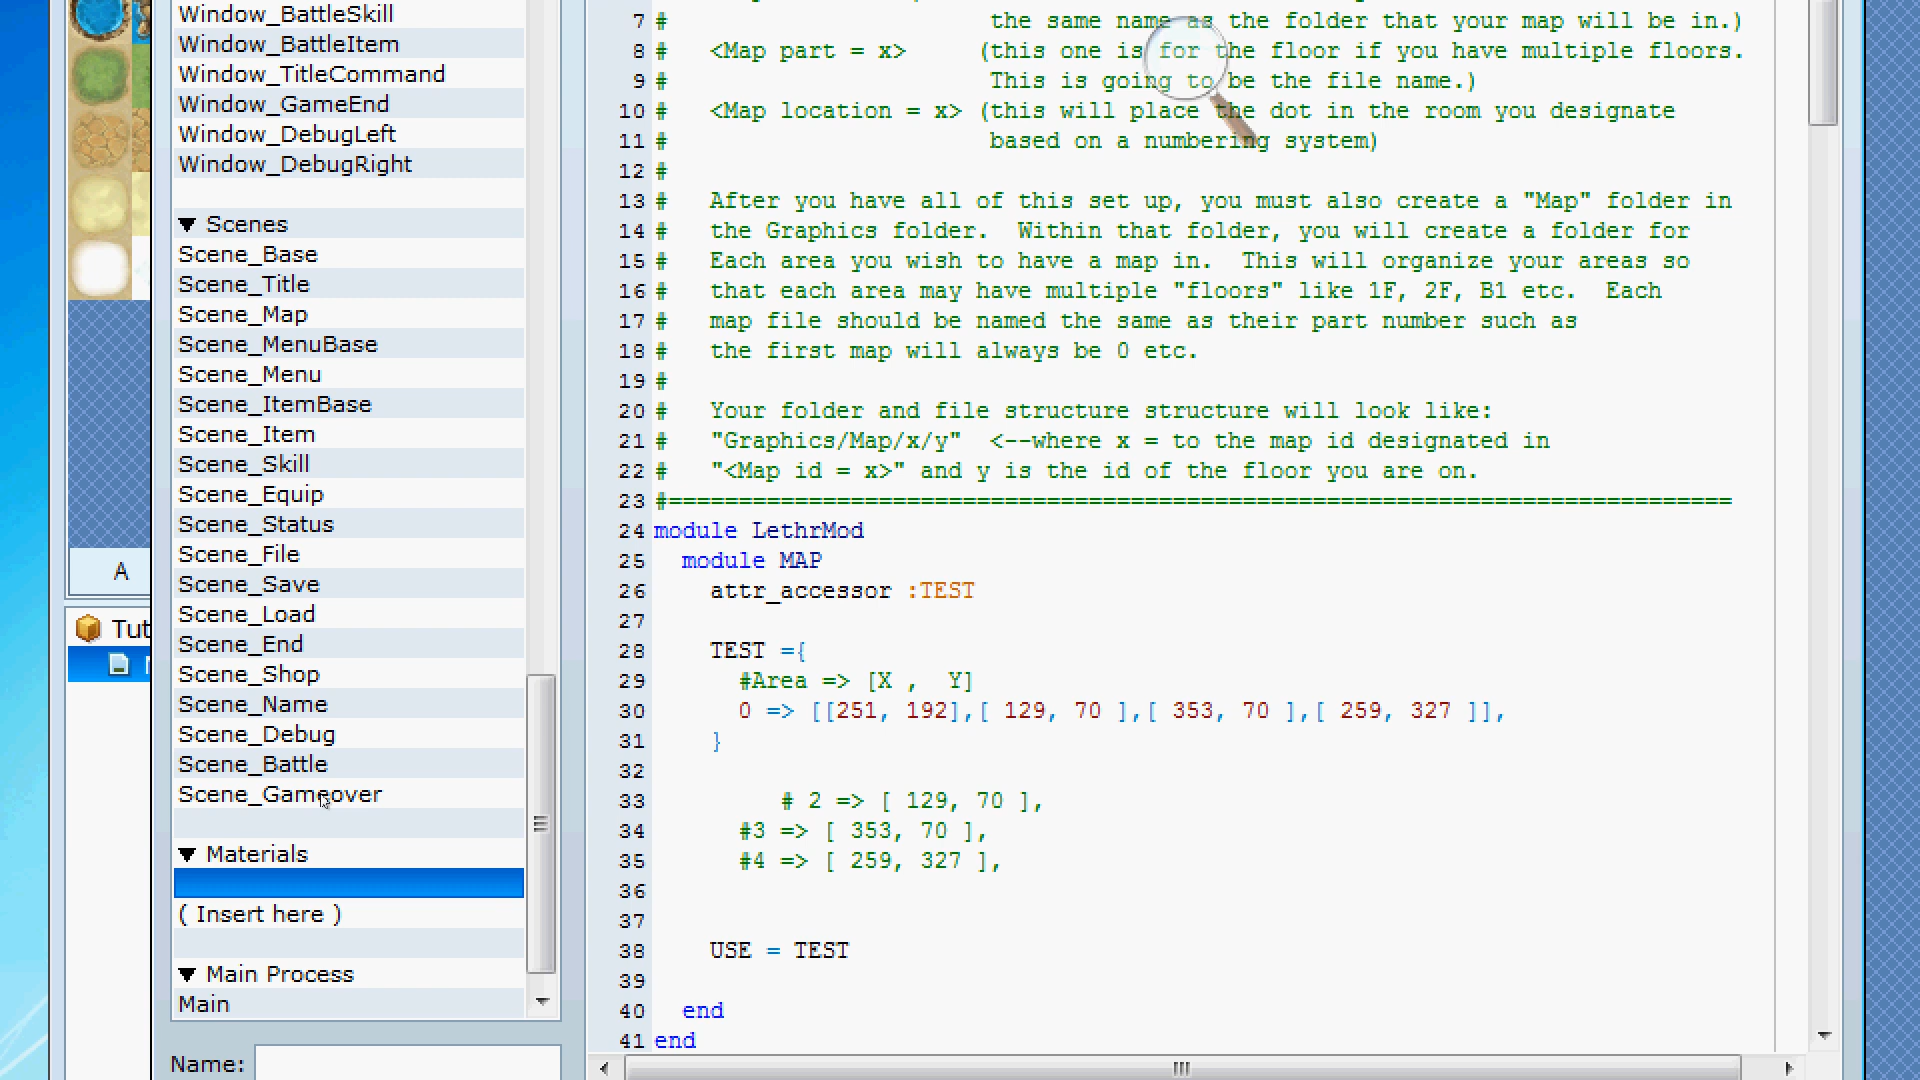 Window_BattleSkill
Window_BattleItem
Window_TitleCommand
Window_GameEnd
Window_DebugLeft
Window_DebugRight
▼ Scenes
Scene_Base
Scene_Title
Scene_Map
Scene_MenuBase
Scene_Menu
Scene_ItemBase
Scene_Item
Scene_Skill
Scene_Equip
Scene_Status
Scene_File
Scene_Save
Scene_Load
Scene_End
Scene_Shop
Scene_Name
Scene_Debug
Scene_Battle
Scene_Gameover
▼ Materials
( Insert here )
▼ Main Process
Main
Name:
A
Tut
7 # the same name as the folder that your map will be in.)
8 # <Map part = x> (this one is for the floor if you have multiple floors.
9 # This is going to be the file name.)
10 # <Map location = x> (this will place the dot in the room you designate
11 # based on a numbering system)
12 #
13 # After you have all of this set up, you must also create a "Map" folder in
14 # the Graphics folder. Within that folder, you will create a folder for
15 # Each area you wish to have a map in. This will organize your areas so
16 # that each area may have multiple "floors" like 1F, 2F, B1 etc. Each
17 # map file should be named the same as their part number such as
18 # the first map will always be 0 etc.
19 #
20 # Your folder and file structure structure will look like:
21 # "Graphics/Map/x/y" <--where x = to the map id designated in
22 # "<Map id = x>" and y is the id of the floor you are on.
23 #============================================================================
24 module LethrMod
25 module MAP
26 attr_accessor :TEST
27
28 TEST ={
29 #Area => [X , Y]
30 0 => [[251, 192],[ 129, 70 ],[ 353, 70 ],[ 259, 327 ]],
31 }
32
33 # 2 => [ 129, 70 ],
34 #3 => [ 353, 70 ],
35 #4 => [ 259, 327 ],
36
37
38 USE = TEST
39
40 end
41 end